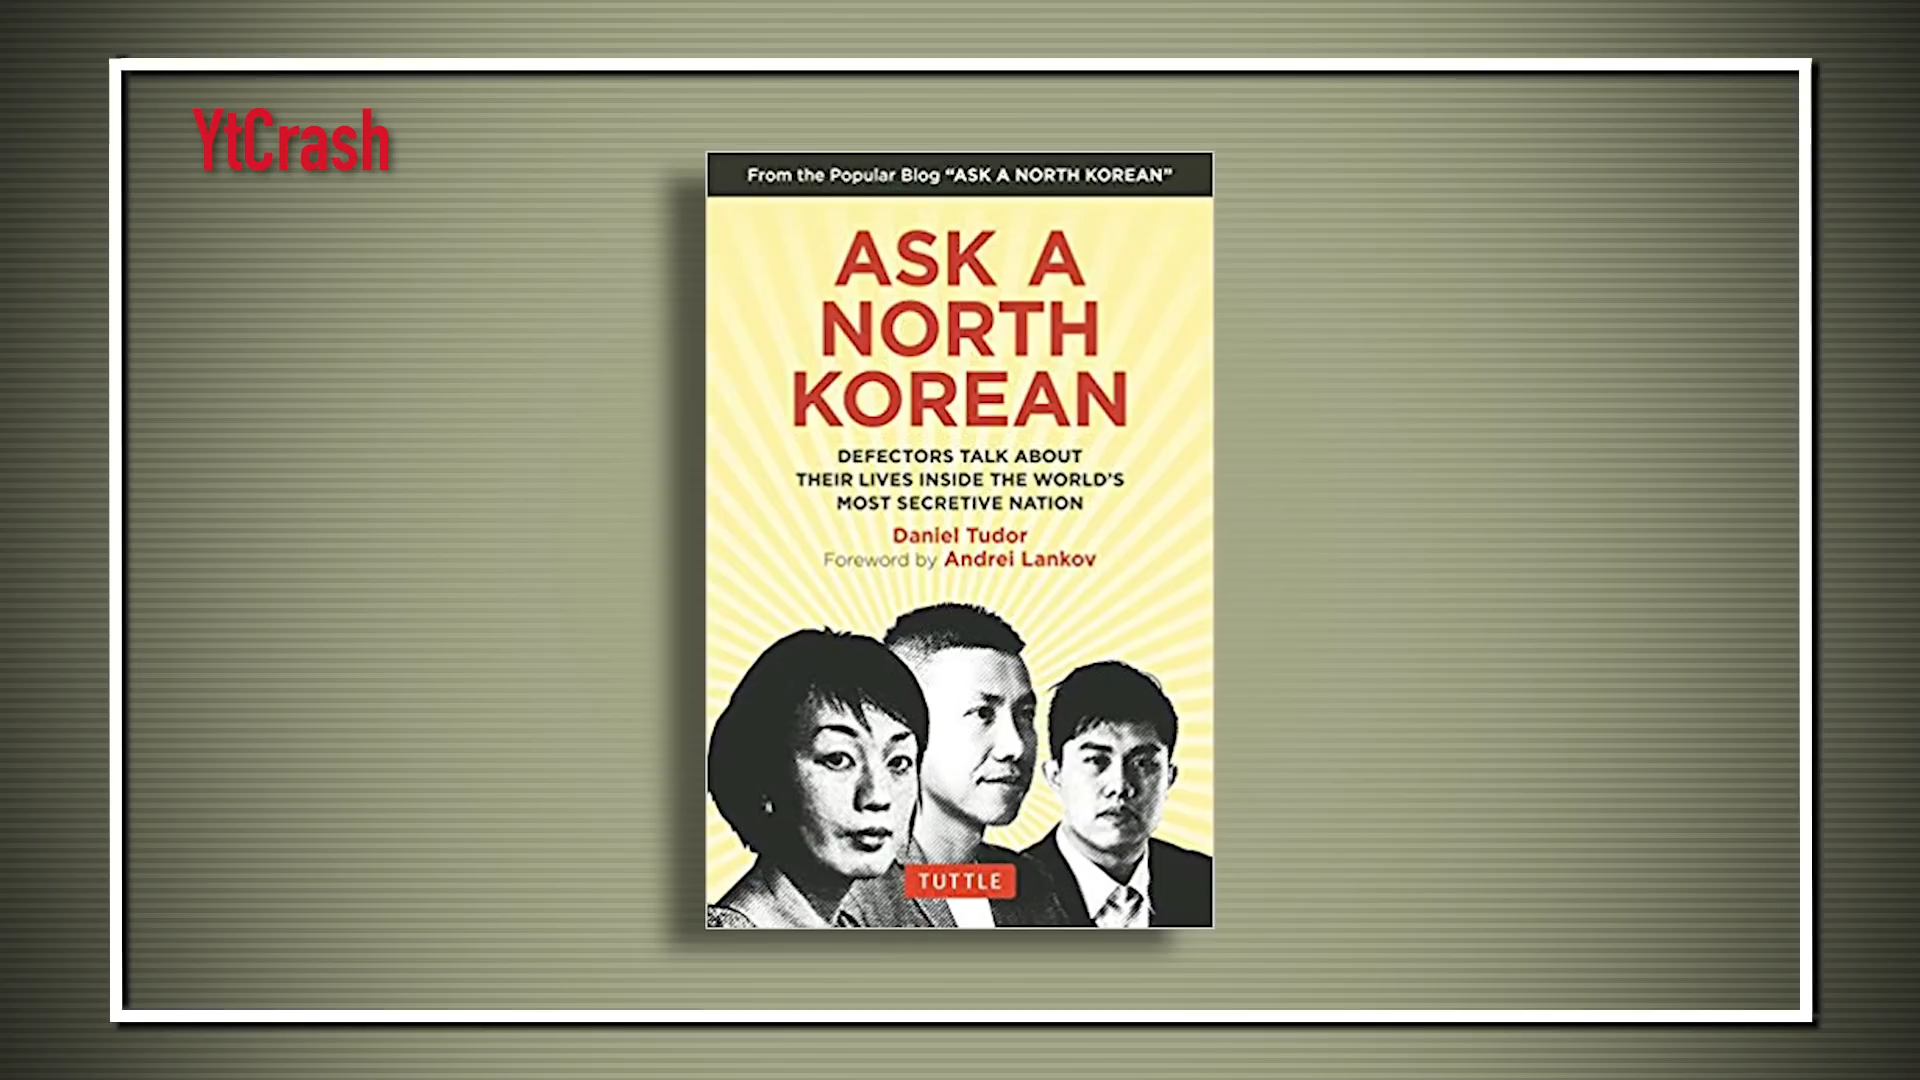 YtCrash
From the Popular Blog “ASK A NORTH KOREAN”
ASK A
NORTH
KOREAN
DEFECTORS TALK ABOUT
THEIR LIVES INSIDE THE WORLD’S
MOST SECRETIVE NATION
Daniel Tudor
Foreword by Andrei Lankov
TUTTLE